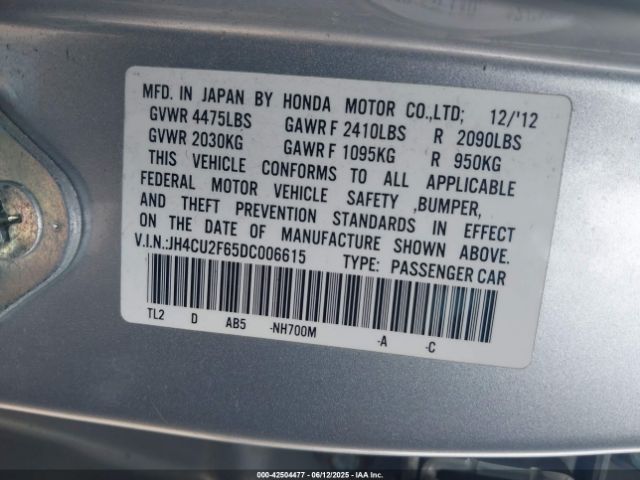 MFD. IN JAPAN BY HONDA MOTOR CO.,LTD; 12/'12
GVWR 4475LBS GAWR F 2410LBS R 2090LBS
GVWR 2030KG GAWR F 1095KG R 950KG
THIS VEHICLE CONFORMS TO ALL APPLICABLE
FEDERAL MOTOR VEHICLE SAFETY ,BUMPER,
AND THEFT PREVENTION STANDARDS IN EFFECT
ON THE DATE OF MANUFACTURE SHOWN ABOVE.
V.I.N.:JH4CU2F65DC006615 TYPE: PASSENGER CAR
TL2 D AB5 -NH700M -A -C
00-42504477 - 06/12/2025 - IAA Inc.